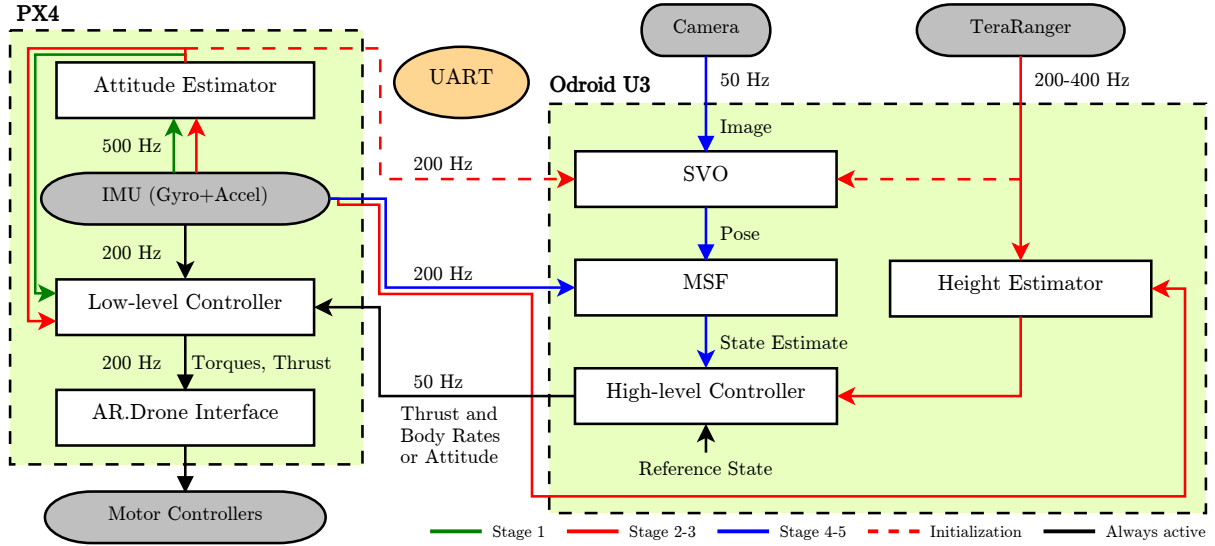 PX4
Camera
TeraRanger
UART
Odroid U3
50 Hz
200-400 Hz
Attitude Estimator
Image
500 Hz
200 Hz
SVO
IMU (Gyro+Accel)
Pose
200 Hz
200 Hz
MSF
Height Estimator
Low-level Controller
State Estimate
200 Hz
Torques, Thrust
50 Hz
High-level Controller
AR.Drone Interface
Thrust and
Body Rates
or Attitude
Reference State
Motor Controllers
Stage 1
Stage 2-3
Stage 4-5
Initialization
Always active